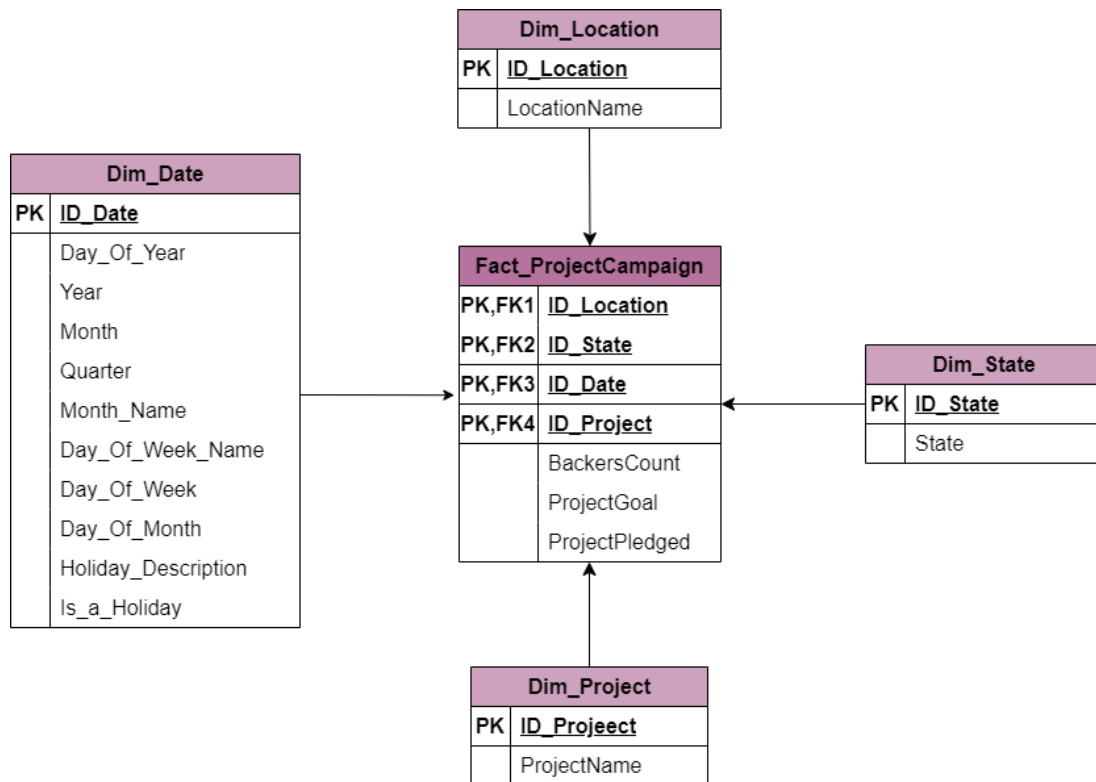 Dim_Location
PK ID_Location
LocationName
Dim_Date
PK ID_Date
Day_Of_Year
Year
Month
Quarter
Month_Name
Day_Of_Week_Name
Day_Of_Week
Day_Of_Month
Holiday_Description
Is_a_Holiday
Fact_ProjectCampaign
PK,FK1 ID_Location
PK,FK2 ID_State
PK,FK3 ID_Date
PK,FK4 ID_Project
BackersCount
ProjectGoal
ProjectPledged
Dim_State
PK ID_State
State
Dim_Project
PK ID_Projeect
ProjectName